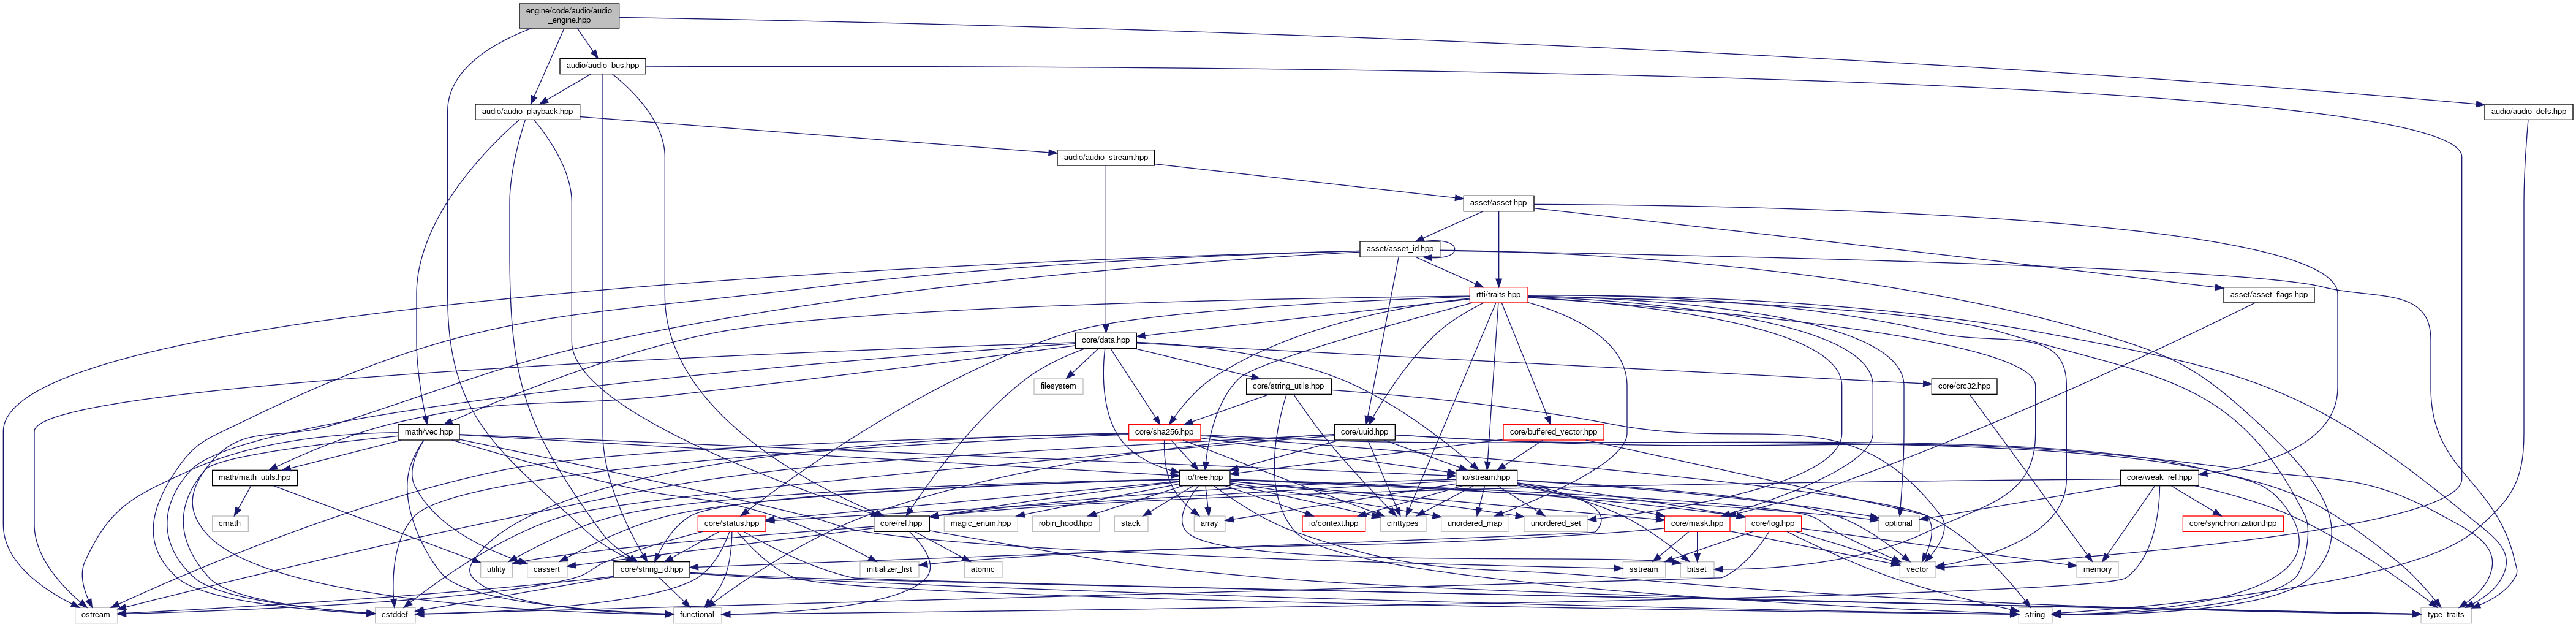 engine/code/audio/audio
_engine.hpp
audio/audio_bus.hpp
audio/audio_playback.hpp
audio/audio_defs.hpp
audio/audio_stream.hpp
asset/asset.hpp
asset/asset_id.hpp
rtti/traits.hpp
asset/asset_flags.hpp
core/data.hpp
filesystem
core/string_utils.hpp
core/crc32.hpp
math/vec.hpp
core/sha256.hpp
core/uuid.hpp
core/buffered_vector.hpp
math/math_utils.hpp
io/tree.hpp
io/stream.hpp
core/weak_ref.hpp
cmath
core/status.hpp
core/ref.hpp
magic_enum.hpp
robin_hood.hpp
stack
array
io/context.hpp
cinttypes
unordered_map
unordered_set
core/mask.hpp
core/log.hpp
optional
core/synchronization.hpp
utility
cassert
core/string_id.hpp
initializer_list
atomic
sstream
bitset
vector
memory
ostream
cstddef
functional
string
type_traits